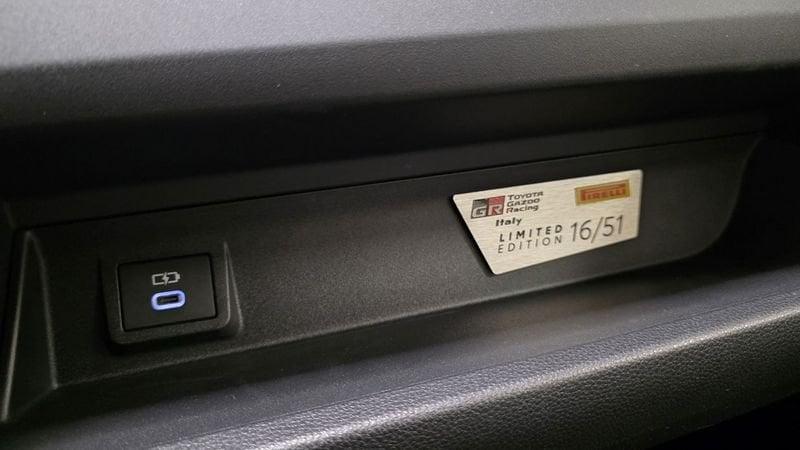 GR TOYOTA GAZOO Racing
PIRELLI
Italy
LIMITED EDITION 16/51